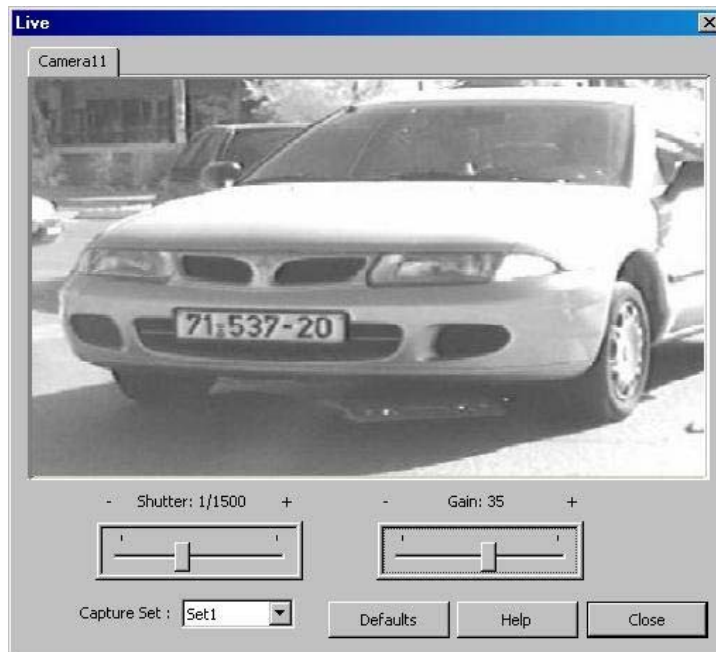 Live
Camera11
71-537-20
- Shutter: 1/1500 +
- Gain: 35 +
Capture Set : Set1
Defaults
Help
Close